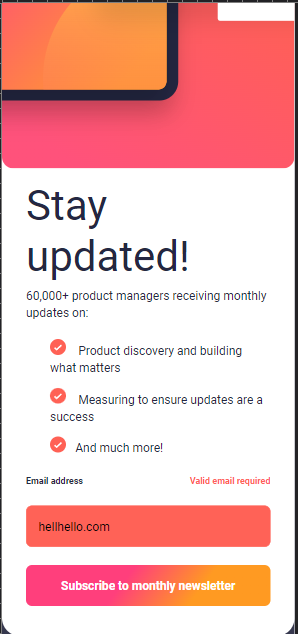 Stay
updated!
60,000+ product managers receiving monthly
updates on:
Product discovery and building
what matters
Measuring to ensure updates are a
success
And much more!
Email address
Valid email required
hellhello.com
Subscribe to monthly newsletter